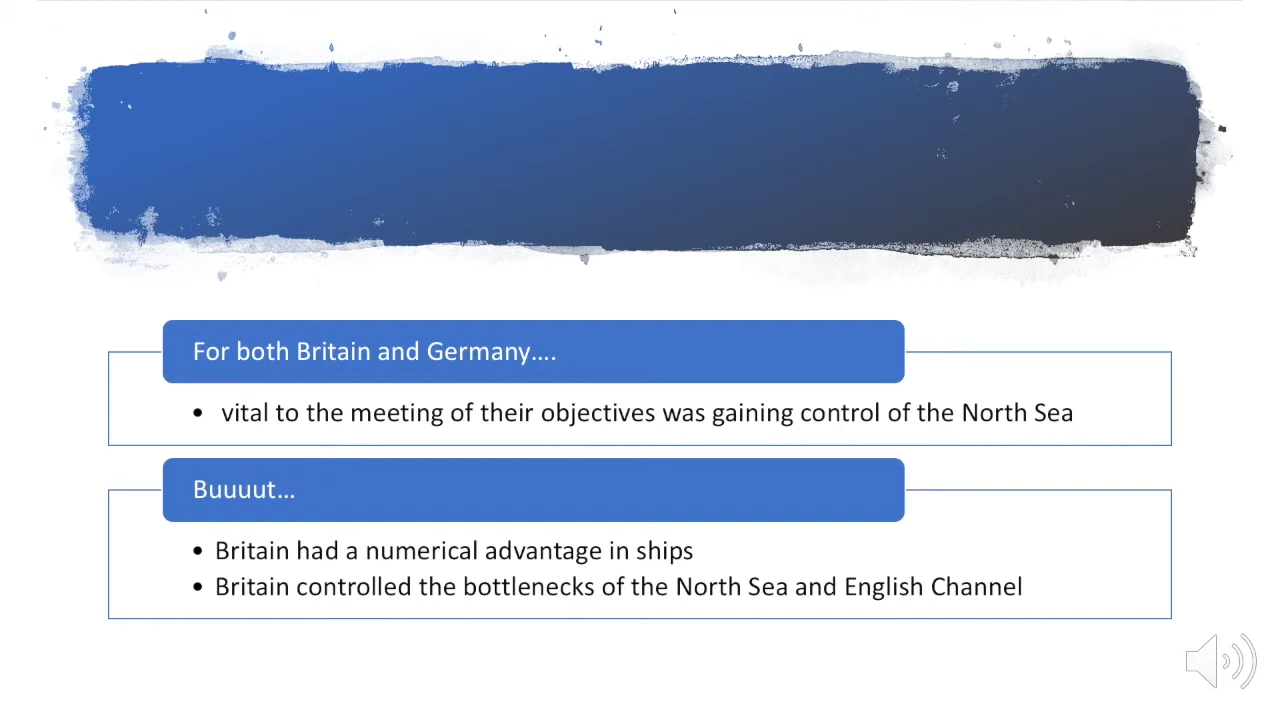 For both Britain and Germany….
• vital to the meeting of their objectives was gaining control of the North Sea
Buuuut…
• Britain had a numerical advantage in ships
• Britain controlled the bottlenecks of the North Sea and English Channel